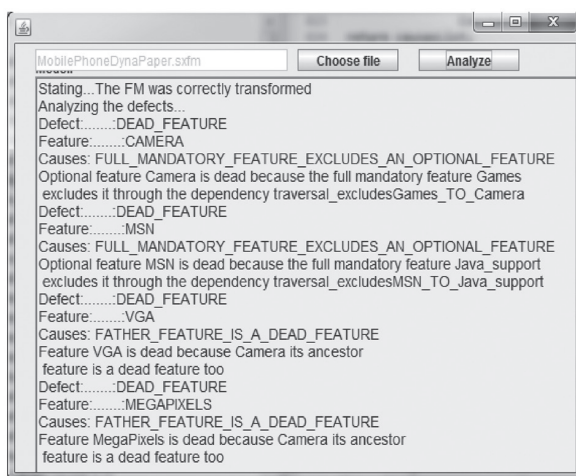 MobilePhoneDynaPaper.sxfm
Choose file
Analyze
Stating...The FM was correctly transformed
Analyzing the defects...
Defect:.......:DEAD_FEATURE
Feature:.......:CAMERA
Causes: FULL_MANDATORY_FEATURE_EXCLUDES_AN_OPTIONAL_FEATURE
Optional feature Camera is dead because the full mandatory feature Games
excludes it through the dependency traversal_excludesGames_TO_Camera
Defect:.......:DEAD_FEATURE
Feature:.......:MSN
Causes: FULL_MANDATORY_FEATURE_EXCLUDES_AN_OPTIONAL_FEATURE
Optional feature MSN is dead because the full mandatory feature Java_support
excludes it through the dependency traversal_excludesMSN_TO_Java_support
Defect:.......:DEAD_FEATURE
Feature:.......:VGA
Causes: FATHER_FEATURE_IS_A_DEAD_FEATURE
Feature VGA is dead because Camera its ancestor
feature is a dead feature too
Defect:.......:DEAD_FEATURE
Feature:.......:MEGAPIXELS
Causes: FATHER_FEATURE_IS_A_DEAD_FEATURE
Feature MegaPixels is dead because Camera its ancestor
feature is a dead feature too